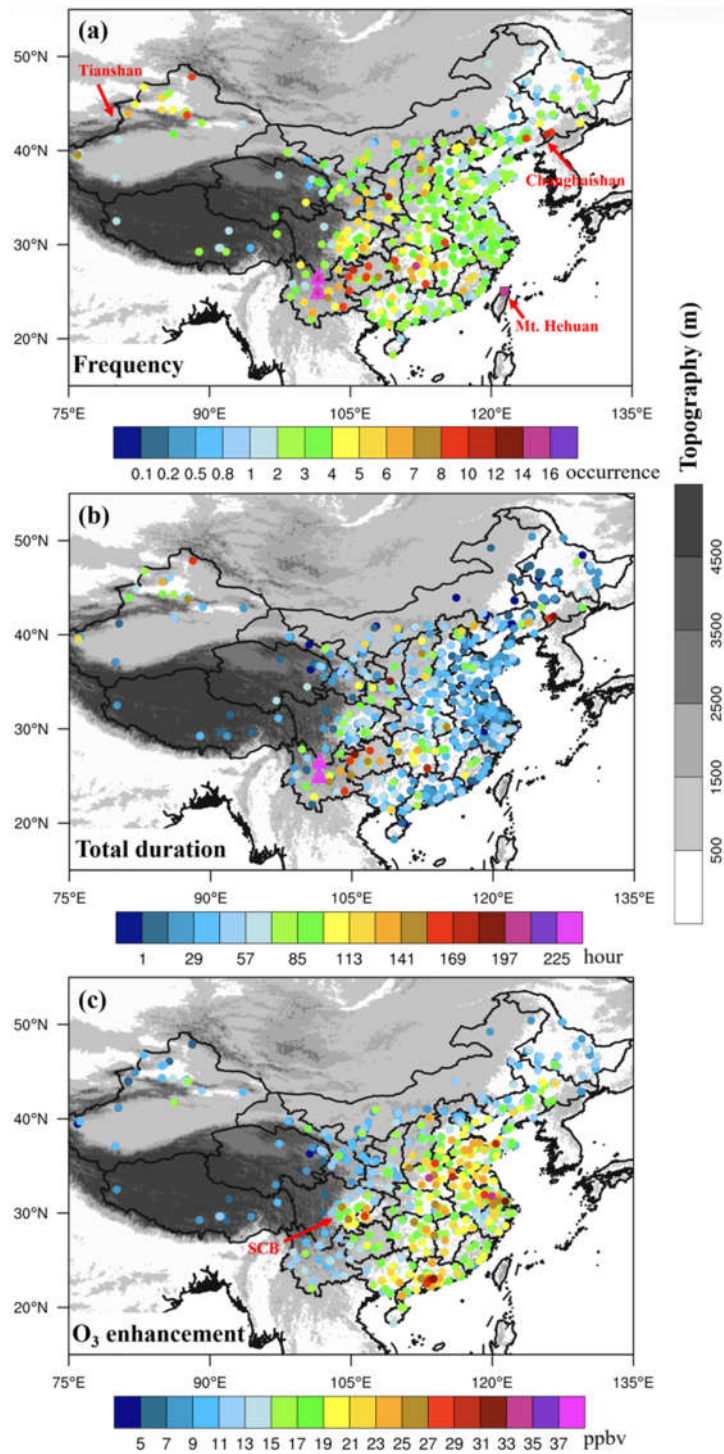 (a)
50°N
Tianshan
40°N
Changbaishan
30°N
20°N
Mt. Hehuan
Frequency
75°E 90°E 105°E 120°E 135°E
0.1 0.2 0.5 0.8 1 2 3 4 5 6 7 8 10 12 14 16 occurrence
Topography (m)
4500
3500
2500
1500
500
(b)
50°N
40°N
30°N
20°N
Total duration
75°E 90°E 105°E 120°E 135°E
1 29 57 85 113 141 169 197 225 hour
(c)
50°N
40°N
30°N
SCB
20°N
O₃ enhancement
75°E 90°E 105°E 120°E 135°E
5 7 9 11 13 15 17 19 21 23 25 27 29 31 33 35 37 ppbv